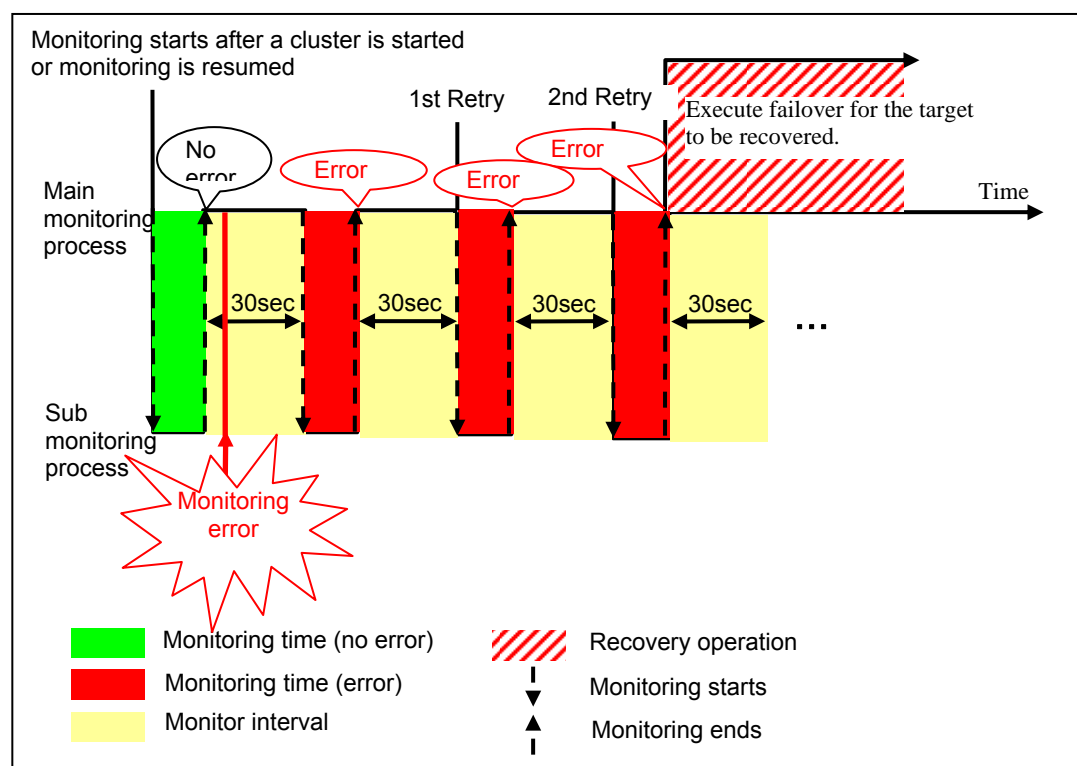 Monitoring starts after a cluster is started
or monitoring is resumed
1st Retry
2nd Retry
Execute failover for the target
to be recovered.
No
error
Error
Error
Error
Main
monitoring
process
Time
30sec
30sec
30sec
30sec
...
Sub
monitoring
process
Monitoring
error
Monitoring time (no error)
Monitoring time (error)
Monitor interval
Recovery operation
Monitoring starts
Monitoring ends